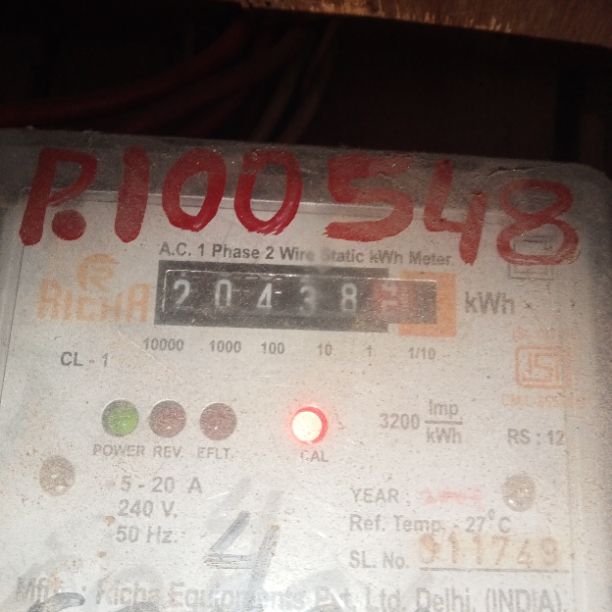 P.100548
A.C. 1 Phase 2 Wire Static kWh Meter
RICHA
20438 kWh
10000 1000 100 10 1 1/10
CL - 1
3200 Imp/kWh
RS : 12
POWER REV. EFLT. CAL
5 - 20 A
240 V.
50 Hz.
YEAR :
Ref. Temp. - 27°C
SL. No. 911749
Mfr. : Richa Equipments Pvt. Ltd. Delhi. (INDIA)